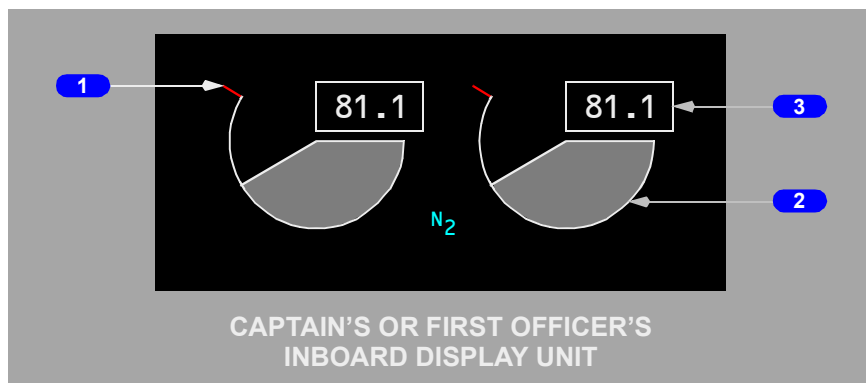 1
81.1
81.1
3
2
N2
CAPTAIN'S OR FIRST OFFICER'S
INBOARD DISPLAY UNIT